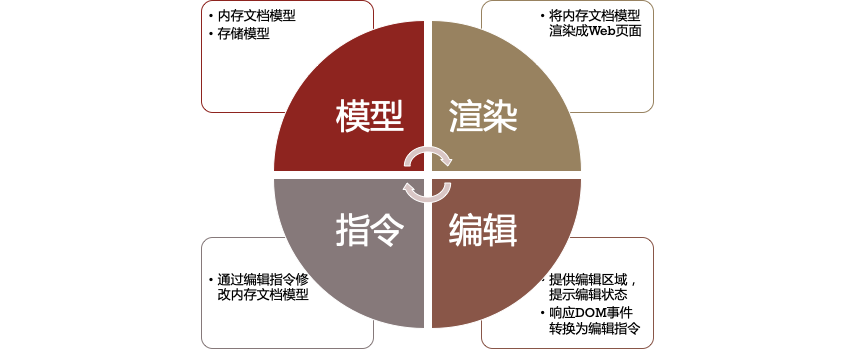 • 内存文档模型
• 存储模型
• 将内存文档模型
渲染成Web页面
模型
渲染
指令
编辑
• 通过编辑指令修
改内存文档模型
• 提供编辑区域，
提示编辑状态
• 响应DOM事件
转换为编辑指令